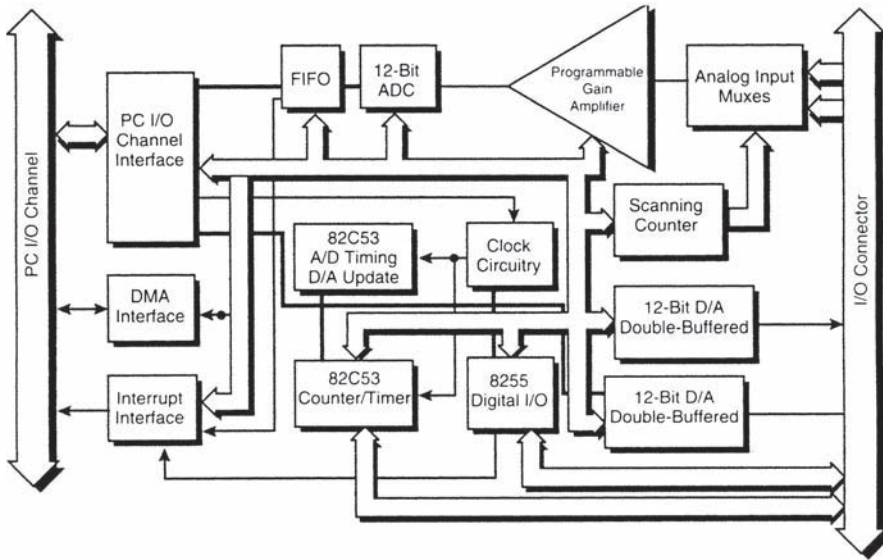 PC I/O Channel
PC I/O
Channel
Interface
FIFO
12-Bit
ADC
Programmable
Gain
Amplifier
Analog Input
Muxes
Scanning
Counter
82C53
A/D Timing
D/A Update
Clock
Circuitry
DMA
Interface
12-Bit D/A
Double-Buffered
Interrupt
Interface
82C53
Counter/Timer
8255
Digital I/O
12-Bit D/A
Double-Buffered
I/O Connector